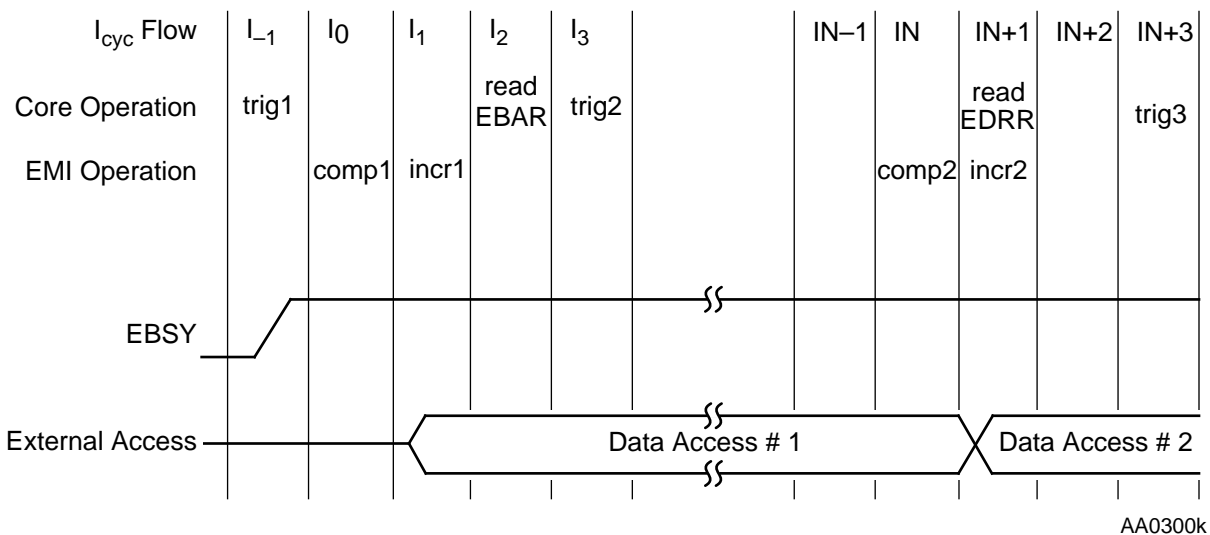 I–1 I0 I1 I2 I3 IN–1 IN IN+1 IN+2 IN+3
Icyc Flow
Core Operation trig1 read EBAR trig2 read EDRR trig3
EMI Operation comp1 incr1 comp2 incr2
EBSY
External Access Data Access # 1 Data Access # 2
AA0300k